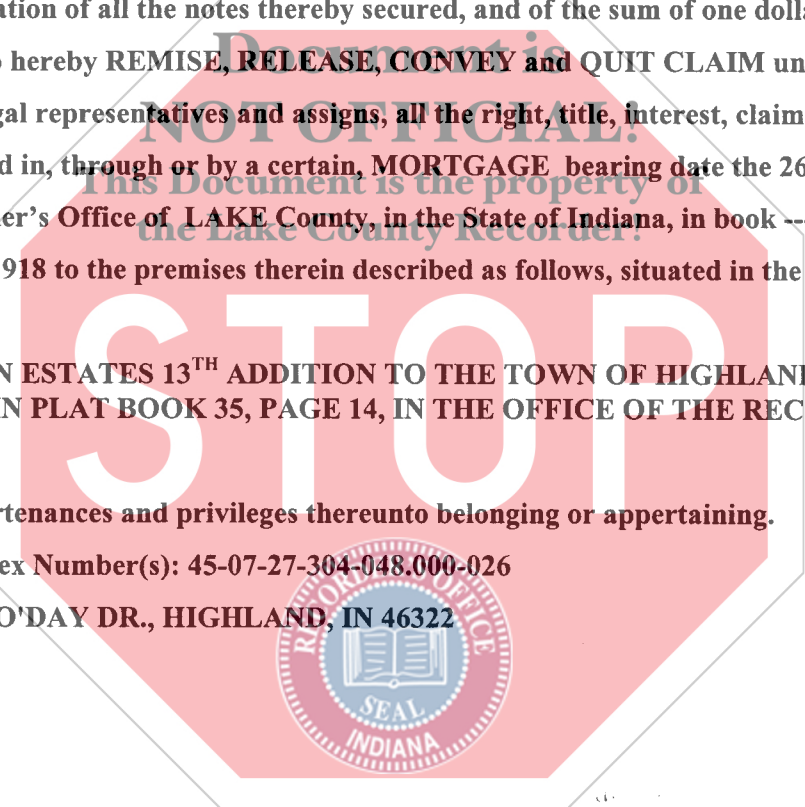 ation of all the notes thereby secured, and of the sum of one dolla
Document is
o hereby REMISE, RELEASE, CONVEY and QUIT CLAIM un
gal representatives and assigns, all the right, title, interest, claim
NOT OFFICIAL!
d in, through or by a certain, MORTGAGE bearing date the 26
This Document is the property of
er's Office of LAKE County, in the State of Indiana, in book --
the Lake County Recorder!
918 to the premises therein described as follows, situated in the
STOP
N ESTATES 13TH ADDITION TO THE TOWN OF HIGHLAND
IN PLAT BOOK 35, PAGE 14, IN THE OFFICE OF THE REC
rtenances and privileges thereunto belonging or appertaining.
ex Number(s): 45-07-27-304-048.000-026
O'DAY DR., HIGHLAND, IN 46322
RECORDER'S OFFICE
SEAL
INDIANA